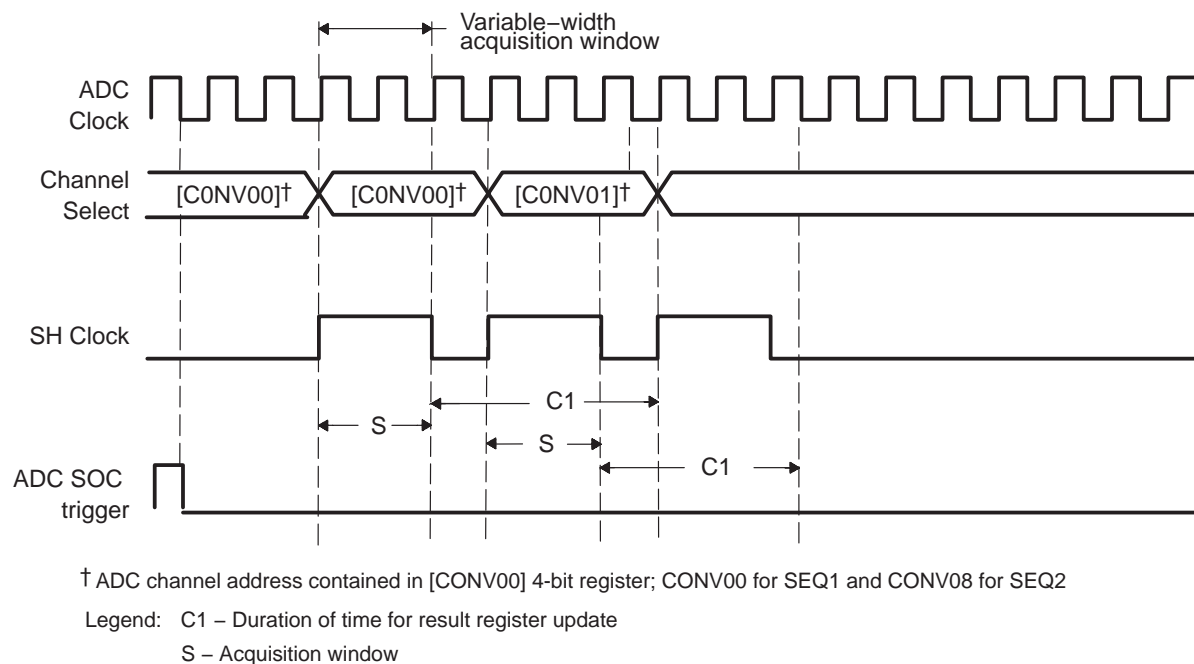 Variable–width
acquisition window
ADC
Clock
Channel
Select
[C0NV00]†
[C0NV00]†
[C0NV01]†
SH Clock
C1
S
S
C1
ADC SOC
trigger
† ADC channel address contained in [CONV00] 4-bit register; CONV00 for SEQ1 and CONV08 for SEQ2
Legend: C1 – Duration of time for result register update
S – Acquisition window